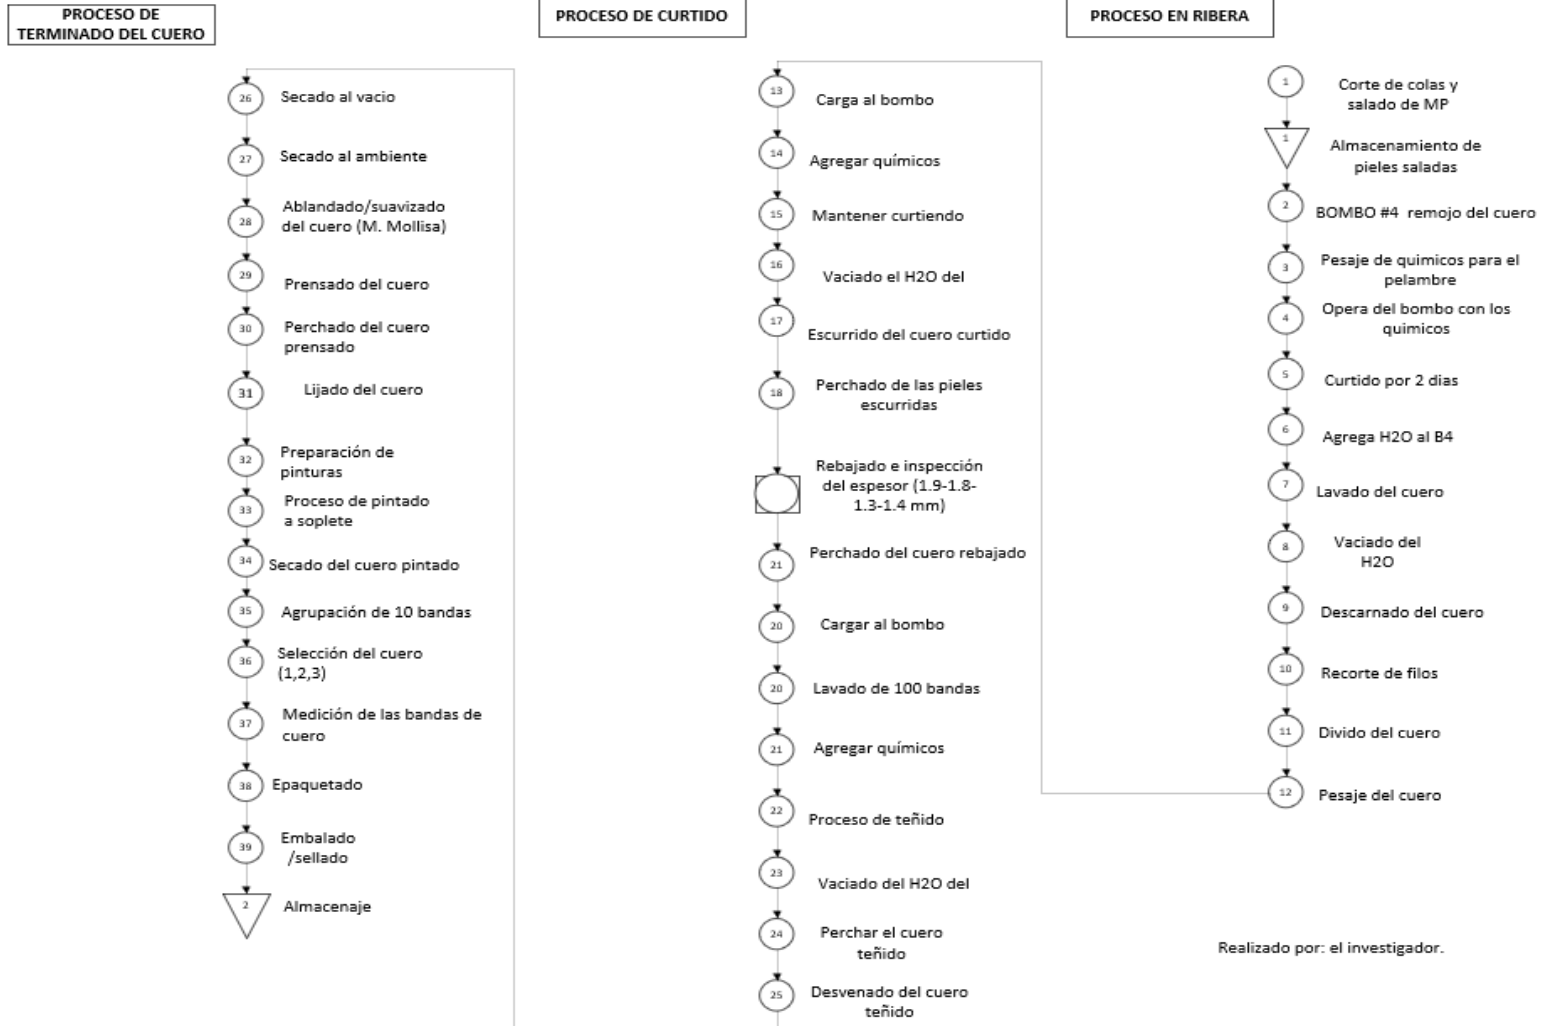 PROCESO DE
TERMINADO DEL CUERO
26
Secado al vacio
27
Secado al ambiente
28
Ablandado/suavizado
del cuero (M. Mollisa)
29
Prensado del cuero
30
Perchado del cuero
prensado
31
Lijado del cuero
32
Preparación de
pinturas
33
Proceso de pintado
a soplete
34
Secado del cuero pintado
35
Agrupación de 10 bandas
36
Selección del cuero
(1,2,3)
37
Medición de las bandas de
cuero
38
Epaquetado
39
Embalado
/sellado
2
Almacenaje
PROCESO DE CURTIDO
13
Carga al bombo
14
Agregar químicos
15
Mantener curtiendo
16
Vaciado el H2O del
17
Escurrido del cuero curtido
18
Perchado de las pieles
escurridas
Rebajado e inspección
del espesor (1.9-1.8-
1.3-1.4 mm)
21
Perchado del cuero rebajado
20
Cargar al bombo
20
Lavado de 100 bandas
21
Agregar químicos
22
Proceso de teñido
23
Vaciado del H2O del
24
Perchar el cuero
teñido
25
Desvenado del cuero
teñido
PROCESO EN RIBERA
1
Corte de colas y
salado de MP
1
Almacenamiento de
pieles saladas
2
BOMBO #4 remojo del cuero
3
Pesaje de quimicos para el
pelambre
4
Opera del bombo con los
quimicos
5
Curtido por 2 dias
6
Agrega H2O al B4
7
Lavado del cuero
8
Vaciado del
H2O
9
Descarnado del cuero
10
Recorte de filos
11
Divido del cuero
12
Pesaje del cuero
Realizado por: el investigador.